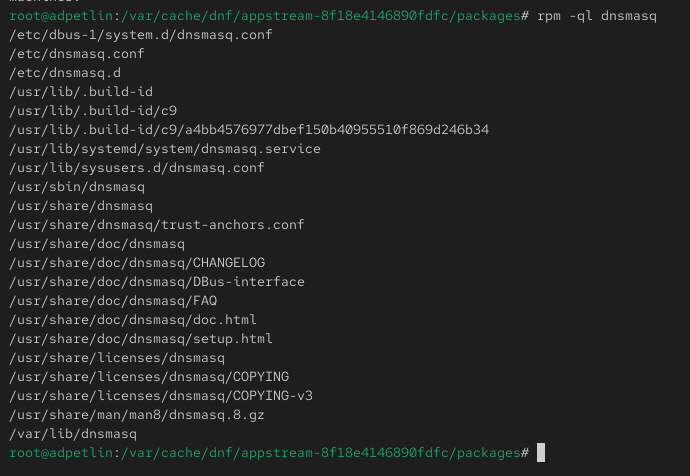 root@adpetlin:/var/cache/dnf/appstream-8f18e4146890fdfc/packages# rpm -ql dnsmasq
/etc/dbus-1/system.d/dnsmasq.conf
/etc/dnsmasq.conf
/etc/dnsmasq.d
/usr/lib/.build-id
/usr/lib/.build-id/c9
/usr/lib/.build-id/c9/a4bb4576977dbef150b40955510f869d246b34
/usr/lib/systemd/system/dnsmasq.service
/usr/lib/sysusers.d/dnsmasq.conf
/usr/sbin/dnsmasq
/usr/share/dnsmasq
/usr/share/dnsmasq/trust-anchors.conf
/usr/share/doc/dnsmasq
/usr/share/doc/dnsmasq/CHANGELOG
/usr/share/doc/dnsmasq/DBus-interface
/usr/share/doc/dnsmasq/FAQ
/usr/share/doc/dnsmasq/doc.html
/usr/share/doc/dnsmasq/setup.html
/usr/share/licenses/dnsmasq
/usr/share/licenses/dnsmasq/COPYING
/usr/share/licenses/dnsmasq/COPYING-v3
/usr/share/man/man8/dnsmasq.8.gz
/var/lib/dnsmasq
root@adpetlin:/var/cache/dnf/appstream-8f18e4146890fdfc/packages#